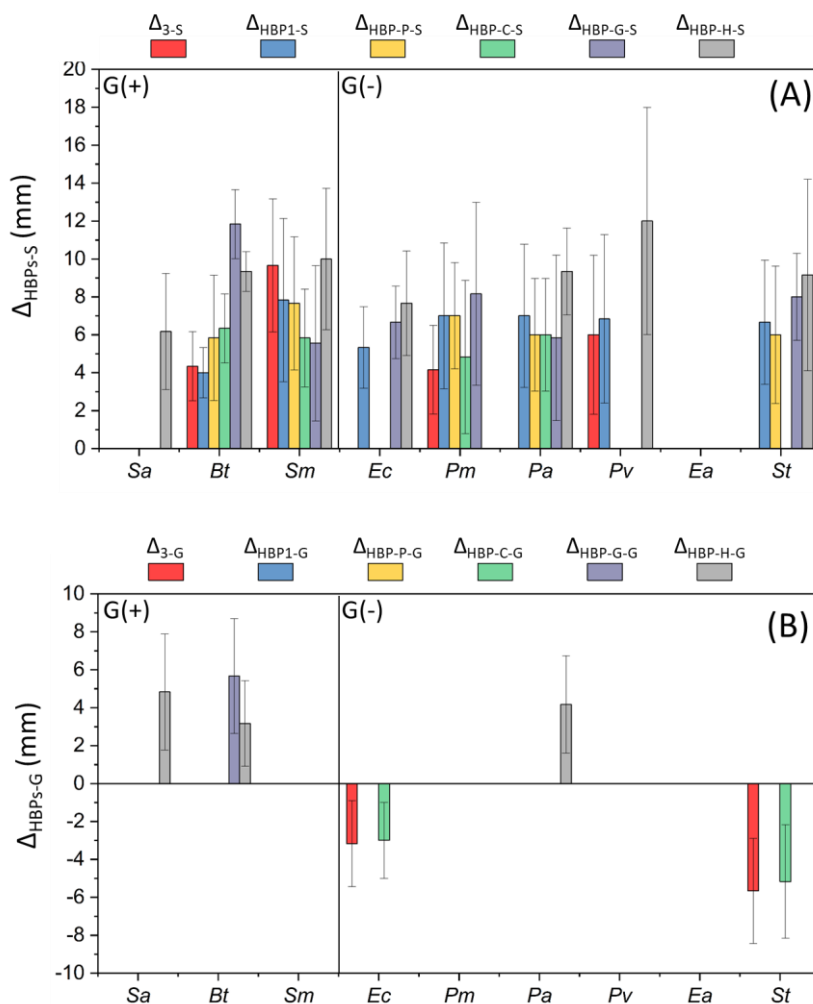 Δ3-S ΔHBP1-S ΔHBP-P-S ΔHBP-C-S ΔHBP-G-S ΔHBP-H-S
20
G(+) G(-) (A)
18
16
14
12
10
8
6
4
2
0
ΔHBPs-S (mm)
Sa Bt Sm Ec Pm Pa Pv Ea St
Δ3-G ΔHBP1-G ΔHBP-P-G ΔHBP-C-G ΔHBP-G-G ΔHBP-H-G
10
G(+) G(-) (B)
8
6
4
2
0
-2
-4
-6
-8
-10
ΔHBPs-G (mm)
Sa Bt Sm Ec Pm Pa Pv Ea St